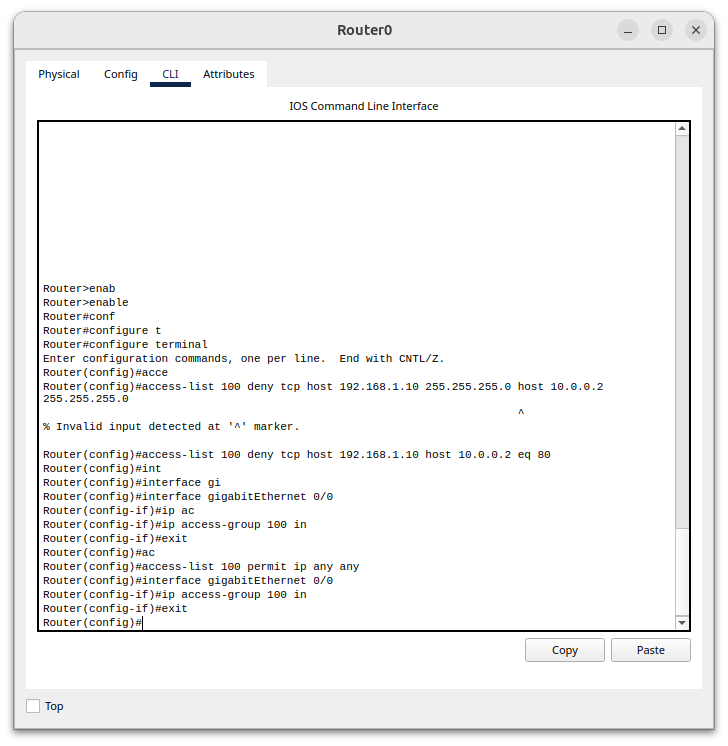 Router0
Physical Config CLI Attributes
IOS Command Line Interface
Router>enab
Router>enable
Router#conf
Router#configure t
Router#configure terminal
Enter configuration commands, one per line.  End with CNTL/Z.
Router(config)#acce
Router(config)#access-list 100 deny tcp host 192.168.1.10 255.255.255.0 host 10.0.0.2
255.255.255.0
^
% Invalid input detected at '^' marker.
Router(config)#access-list 100 deny tcp host 192.168.1.10 host 10.0.0.2 eq 80
Router(config)#int
Router(config)#interface gi
Router(config)#interface gigabitEthernet 0/0
Router(config-if)#ip ac
Router(config-if)#ip access-group 100 in
Router(config-if)#exit
Router(config)#ac
Router(config)#access-list 100 permit ip any any
Router(config)#interface gigabitEthernet 0/0
Router(config-if)#ip access-group 100 in
Router(config-if)#exit
Router(config)#
Copy Paste
Top